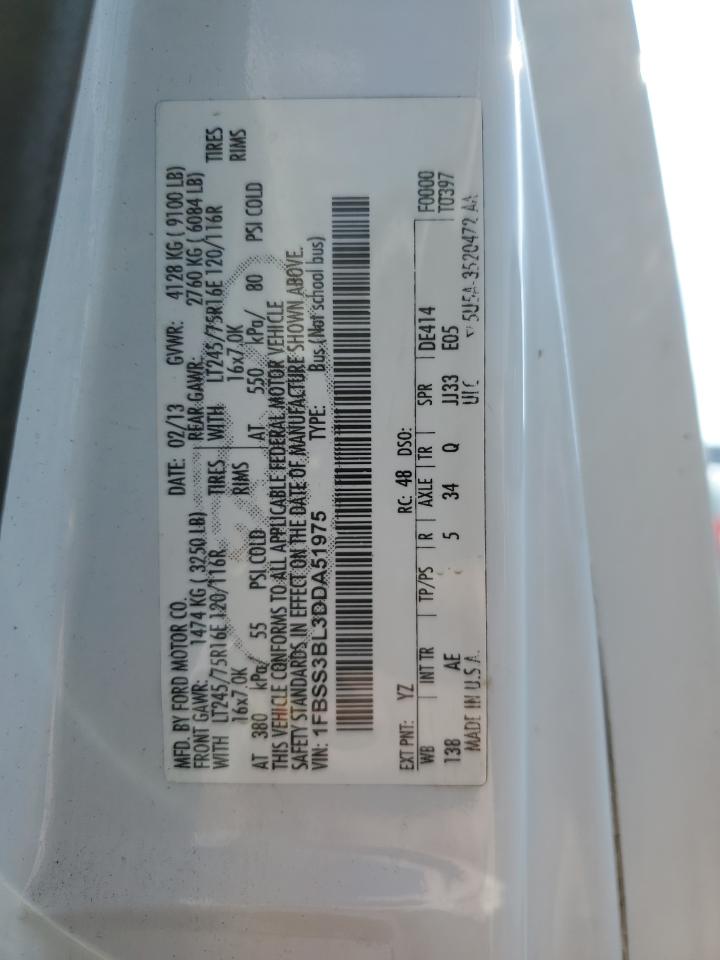 MFD. BY FORD MOTOR CO. DATE: 02/13 GVWR: 4128 KG ( 9100 LB)
FRONT GAWR: 1474 KG ( 3250 LB) REAR GAWR: 2760 KG ( 6084 LB)
WITH LT245/75R16E 120/116R TIRES WITH LT245/75R16E 120/116R TIRES
16x7.0K RIMS 16x7.0K RIMS
AT 380 kPa/ 55 PSI COLD AT 550 kPa/ 80 PSI COLD
THIS VEHICLE CONFORMS TO ALL APPLICABLE FEDERAL MOTOR VEHICLE
SAFETY STANDARDS IN EFFECT ON THE DATE OF MANUFACTURE SHOWN ABOVE.
VIN: 1FBSS3BL3DDA51975 TYPE: Bus (Not school bus)
EXT PNT: YZ RC: 48 DSO:
WB INT TR TP/PS R AXLE TR SPR DE414 F0000
138 AE 5 34 Q JJ33 E05 T0397
MADE IN U.S.A. 5U5A-3520472 AA